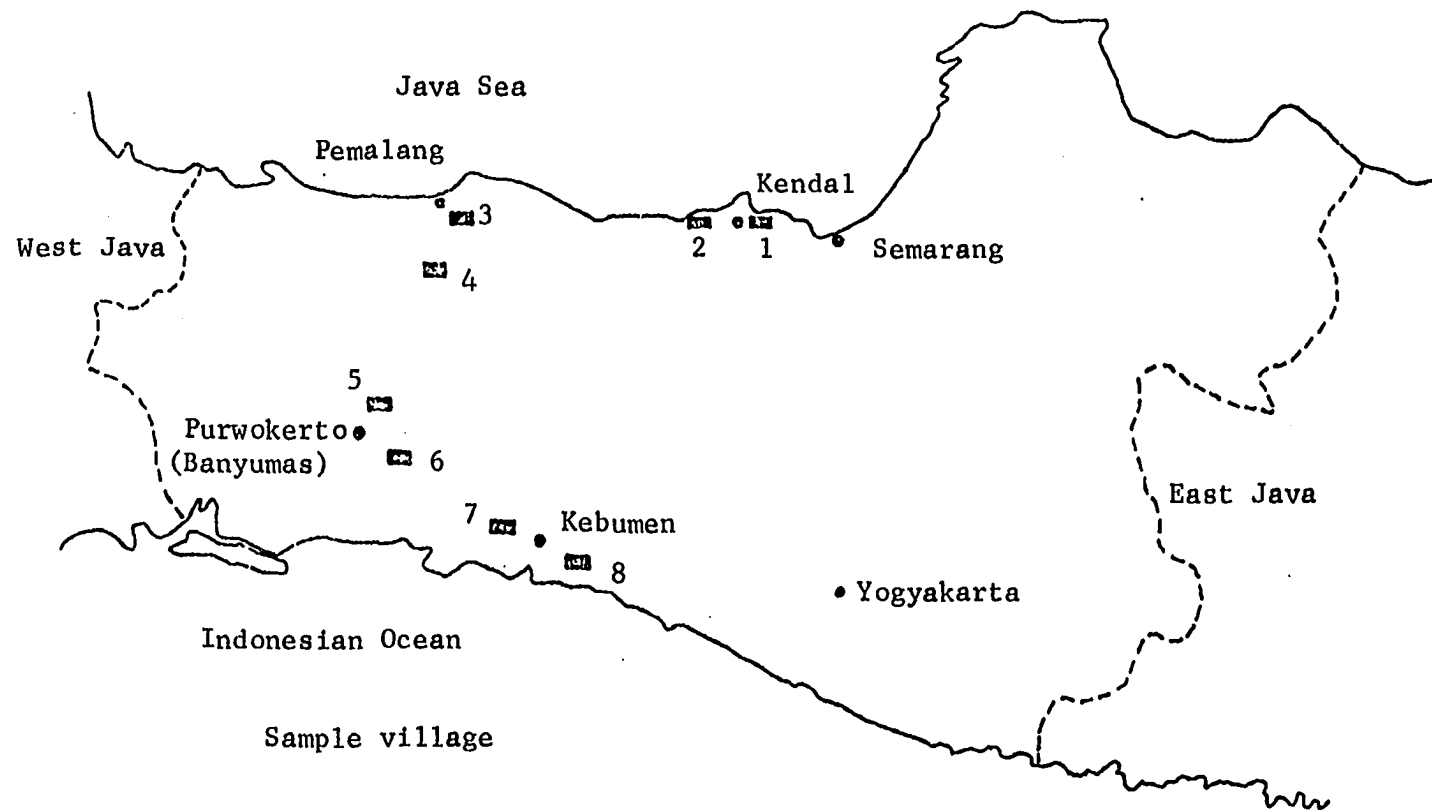 Java Sea
Pemalang
Kendal
3
West Java
2
1
Semarang
4
5
Purwokerto
(Banyumas)
6
East Java
7
Kebumen
8
Yogyakarta
Indonesian Ocean
Sample village